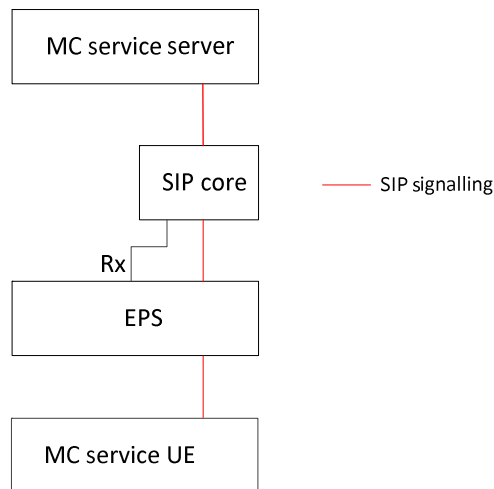 MC service server
SIP core
SIP signalling
Rx
EPS
MC service UE